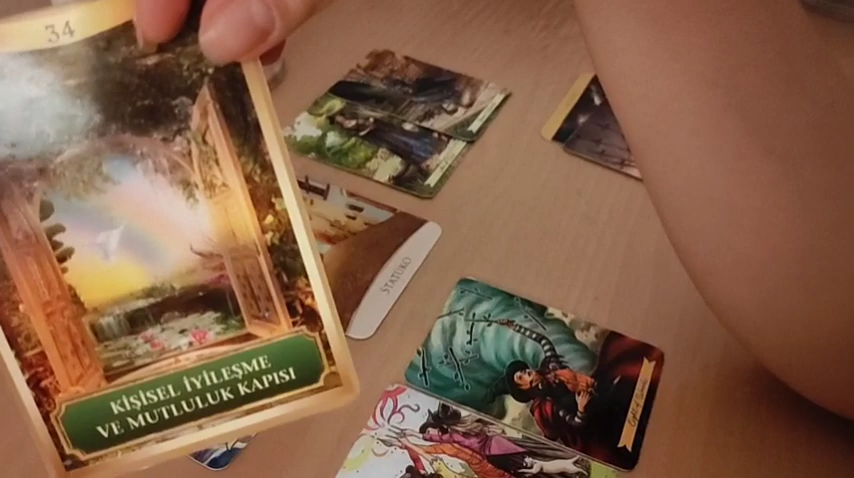 34
KİŞİSEL İYİLEŞME
VE MUTLULUK KAPISI
STATÜKO